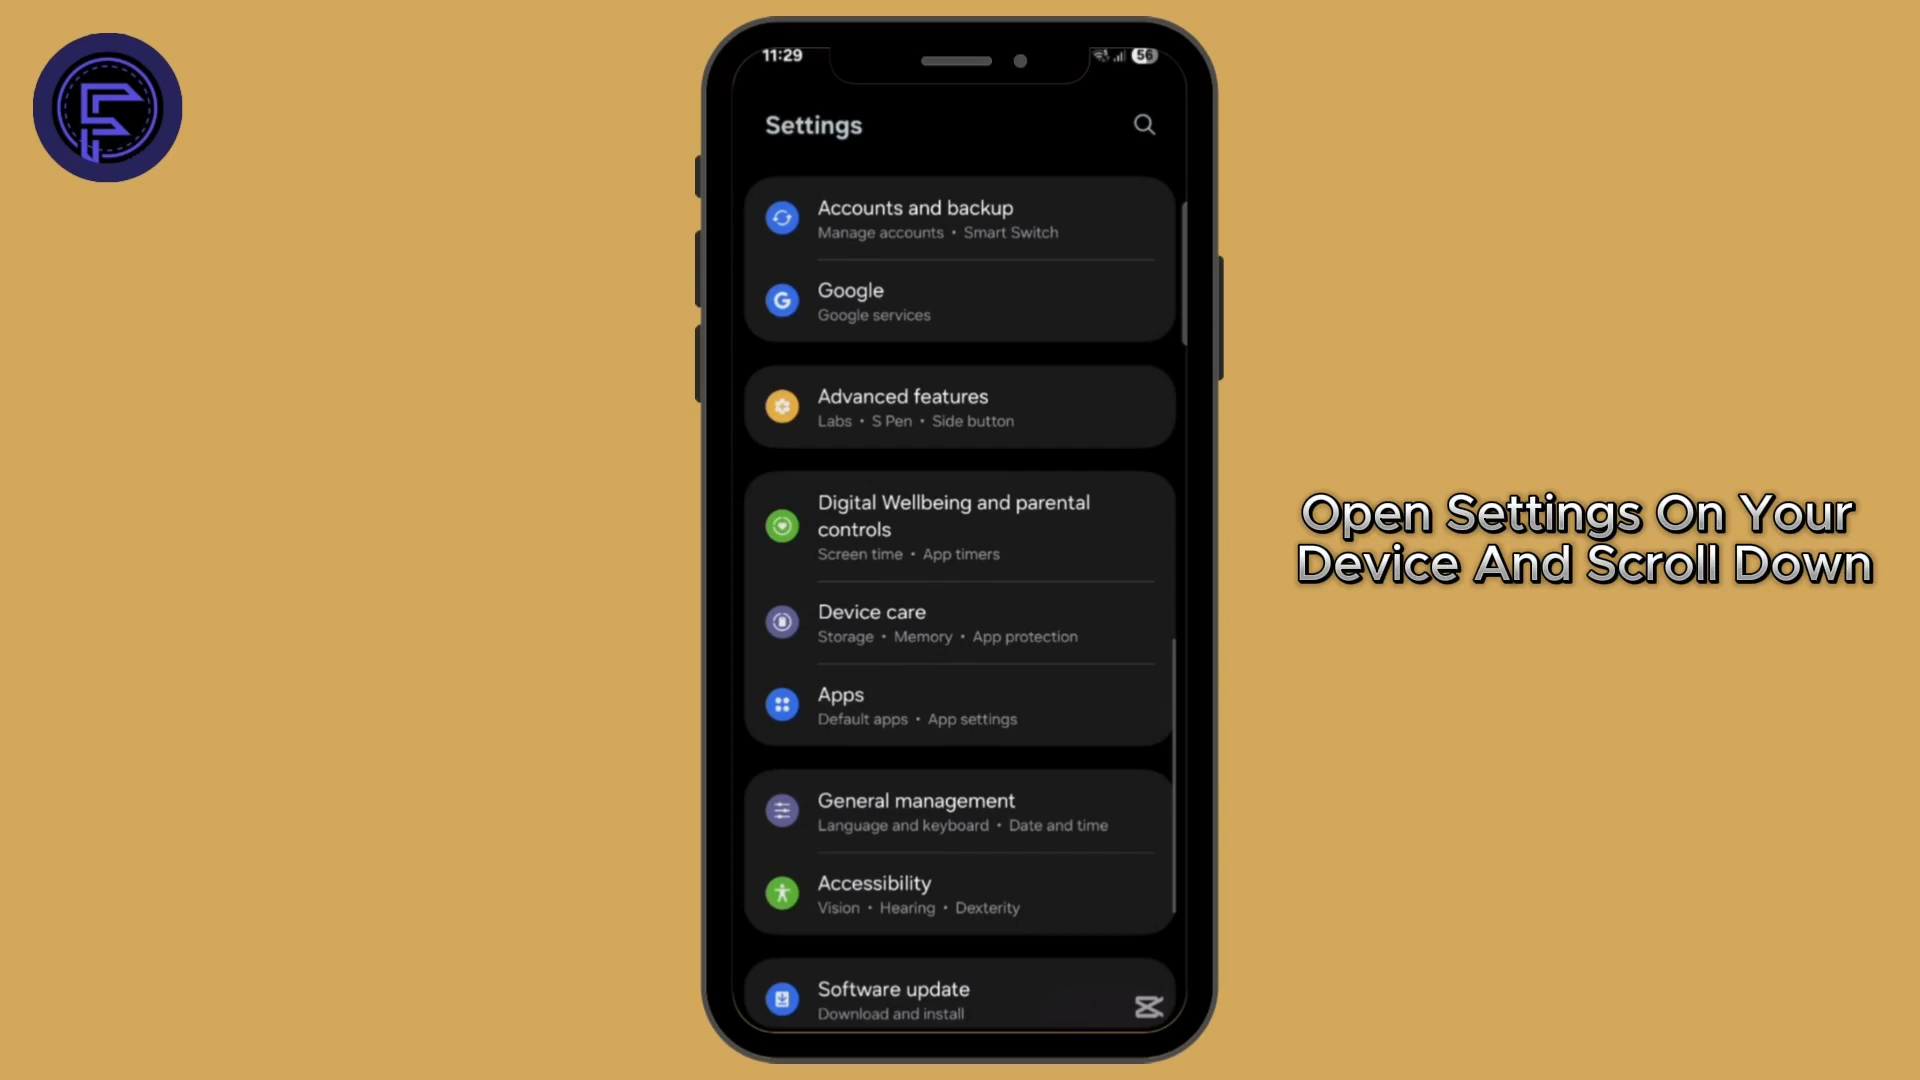 11:29
56
Settings
Accounts and backup
Manage accounts • Smart Switch
Google
Google services
Advanced features
Labs • S Pen • Side button
Digital Wellbeing and parental
controls
Screen time • App timers
Device care
Storage • Memory • App protection
Apps
Default apps • App settings
General management
Language and keyboard • Date and time
Accessibility
Vision • Hearing • Dexterity
Software update
Download and install
Open Settings On Your
Device And Scroll Down